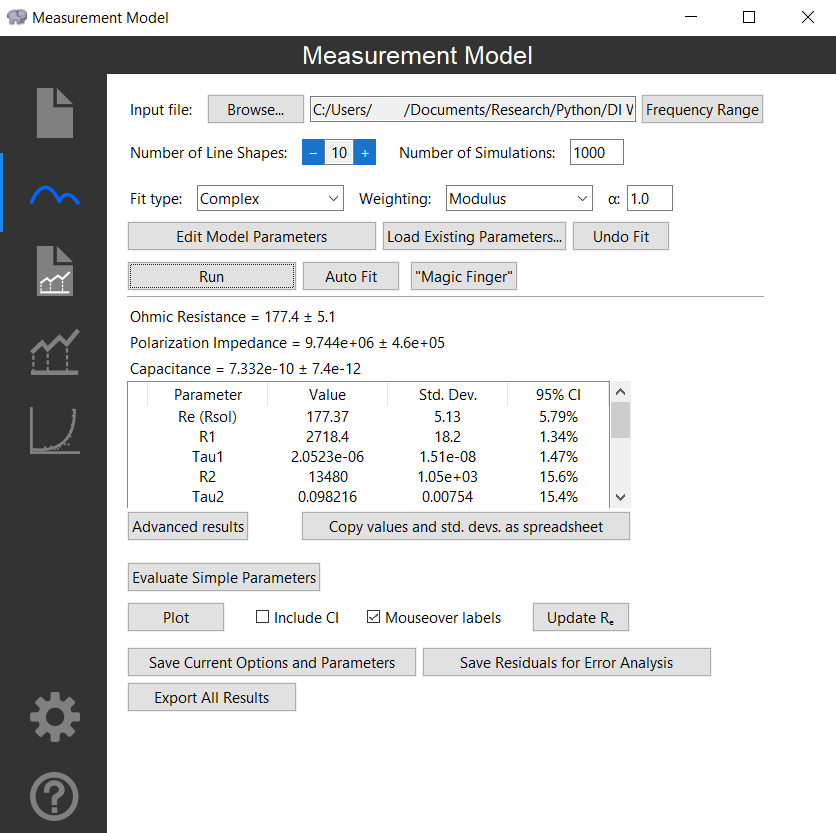 Measurement Model
Measurement Model
Input file: Browse... C:/Users/ /Documents/Research/Python/DI W Frequency Range
Number of Line Shapes: − 10 + Number of Simulations: 1000
Fit type: Complex Weighting: Modulus α: 1.0
Edit Model Parameters Load Existing Parameters... Undo Fit
Run Auto Fit "Magic Finger"
Ohmic Resistance = 177.4 ± 5.1
Polarization Impedance = 9.744e+06 ± 4.6e+05
Capacitance = 7.332e-10 ± 7.4e-12
Parameter Value Std. Dev. 95% CI
Re (Rsol) 177.37 5.13 5.79%
R1 2718.4 18.2 1.34%
Tau1 2.0523e-06 1.51e-08 1.47%
R2 13480 1.05e+03 15.6%
Tau2 0.098216 0.00754 15.4%
Advanced results Copy values and std. devs. as spreadsheet
Evaluate Simple Parameters
Plot Include CI Mouseover labels Update Rₑ
Save Current Options and Parameters Save Residuals for Error Analysis
Export All Results
?